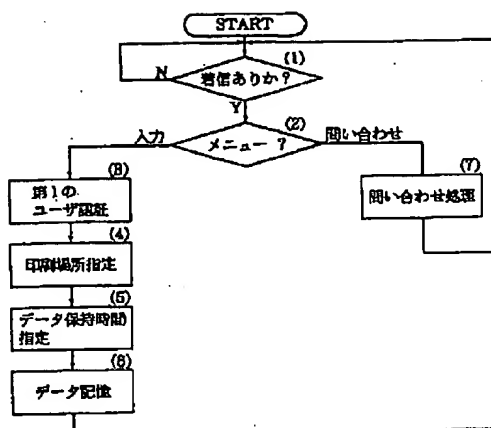 START
(1)
着信ありか?
N
Y
(2)
メニュー ?
入力
問い合わせ
(3)
第1の
ユーザ認証
(7)
問い合わせ処理
(4)
印刷場所指定
(5)
データ保持時間
指定
(6)
データ記憶